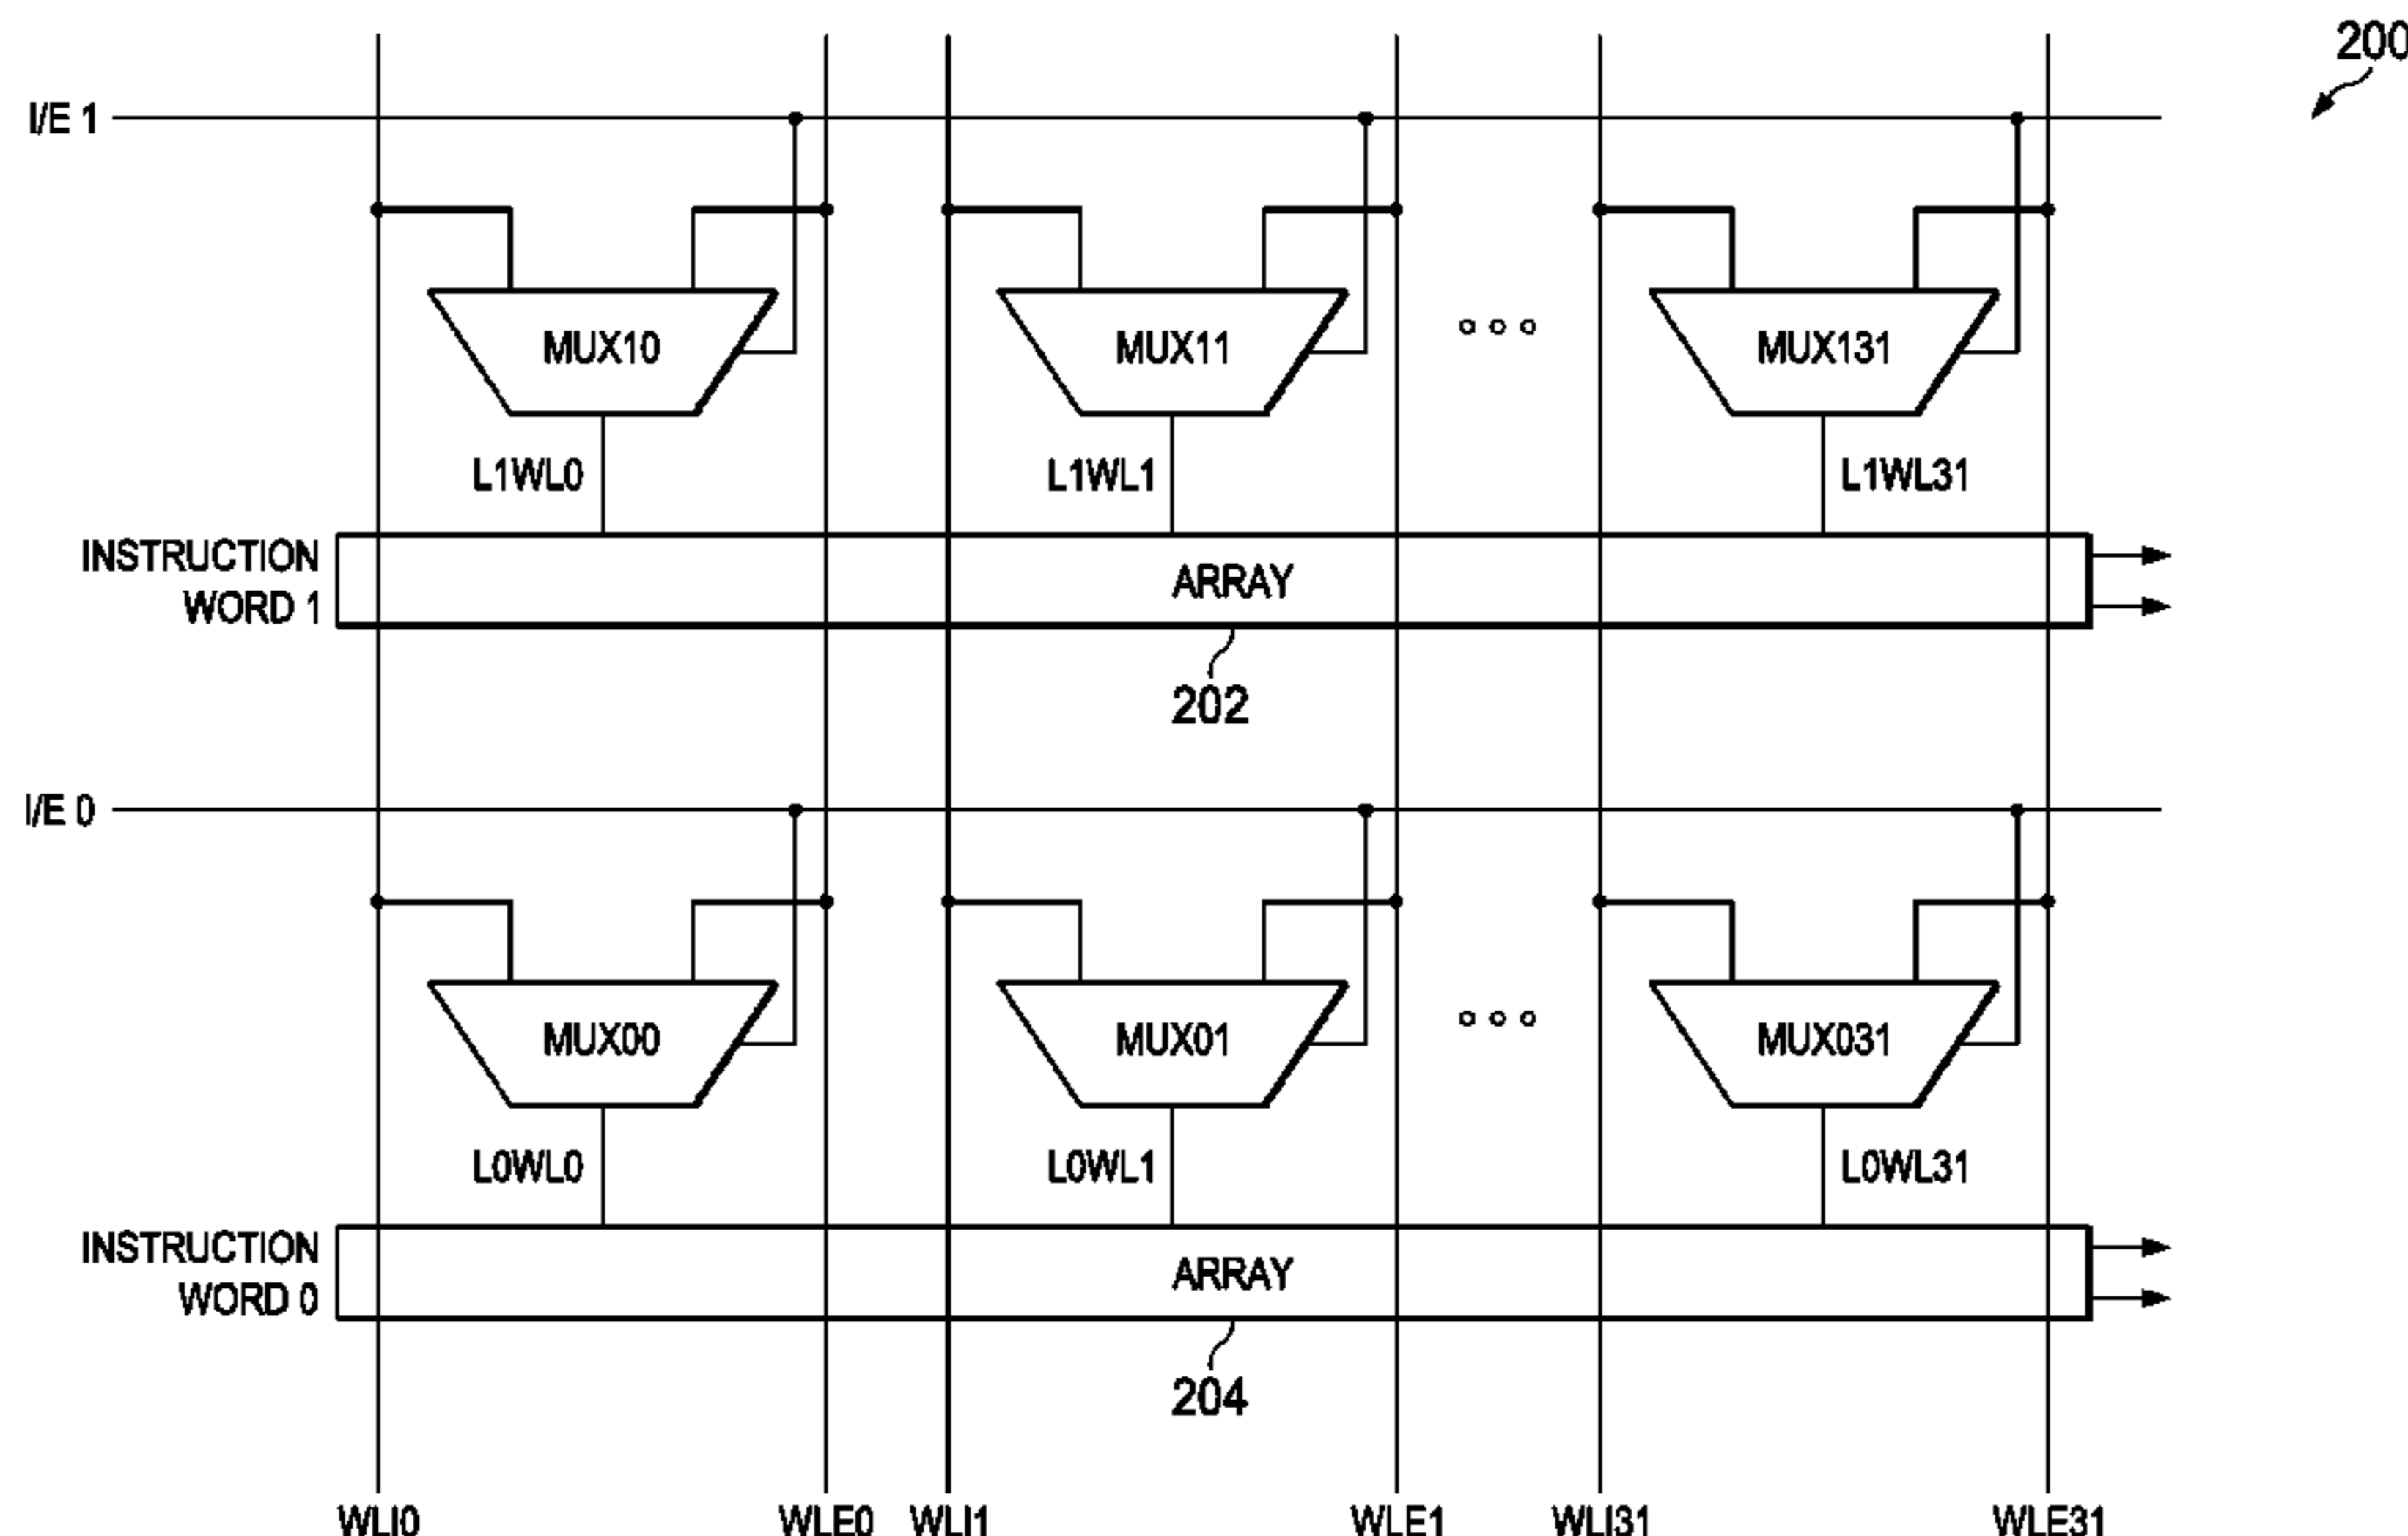 200
I/E 1
MUX10
MUX11
MUX131
L1WL0
L1WL1
L1WL31
INSTRUCTION
WORD 1
ARRAY
202
I/E 0
MUX00
MUX01
MUX031
L0WL0
L0WL1
L0WL31
INSTRUCTION
WORD 0
ARRAY
204
WLI0
WLE0
WLI1
WLE1
WLI31
WLE31